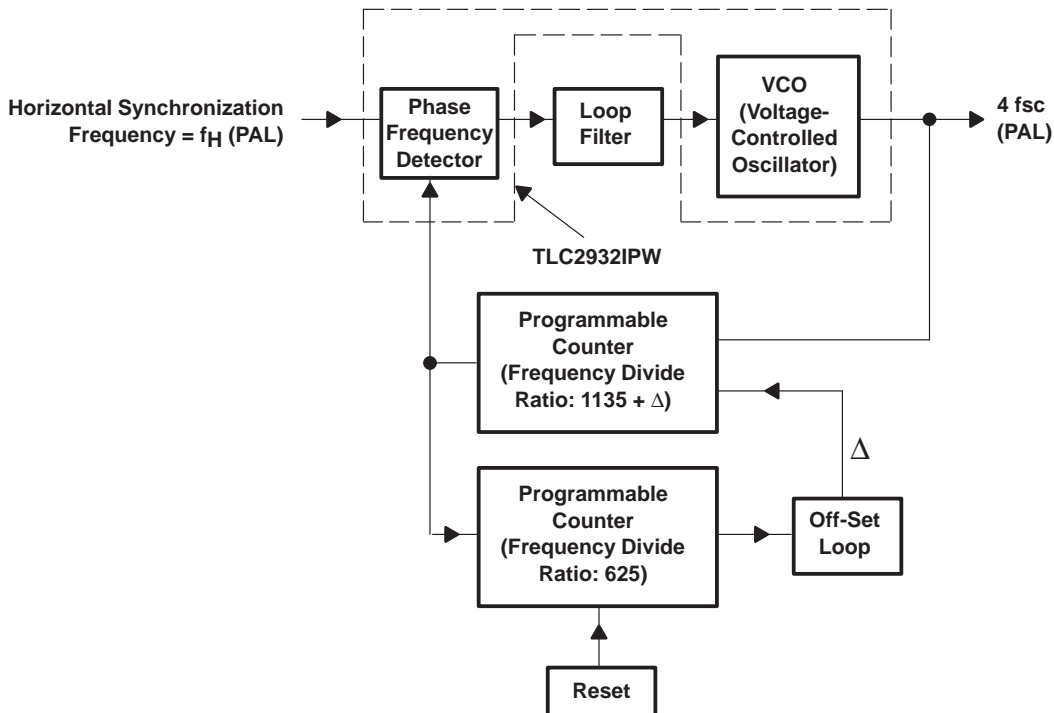 Horizontal Synchronization
Frequency = fH (PAL)
Phase
Frequency
Detector
Loop
Filter
VCO
(Voltage-
Controlled
Oscillator)
4 fsc
(PAL)
TLC2932IPW
Programmable
Counter
(Frequency Divide
Ratio: 1135 + Δ)
Δ
Programmable
Counter
(Frequency Divide
Ratio: 625)
Off-Set
Loop
Reset